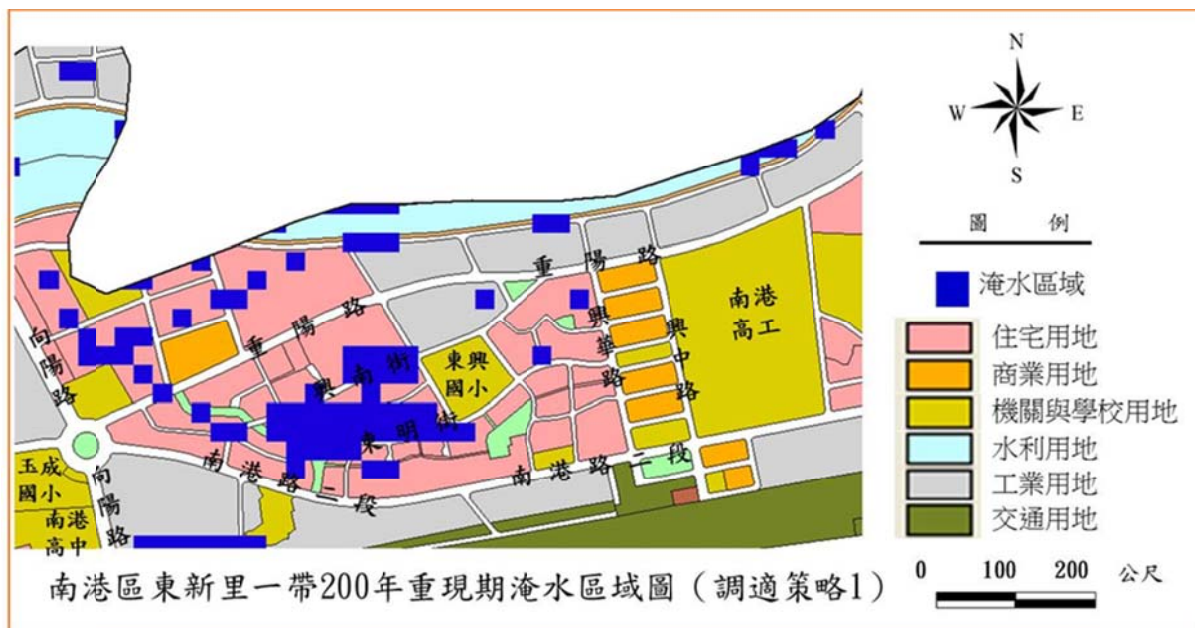 N
W
E
S
圖 例
淹水區域
住宅用地
商業用地
機關與學校用地
水利用地
工業用地
交通用地
0 100 200 公尺
重陽路
重陽路
興南街
東明街
東興
國小
興華路
興中路
南港
高工
向陽路
向陽路
南港路二段
南港路二段
玉成
國小
南港
高中
南港區東新里一帶200年重現期淹水區域圖（調適策略1）